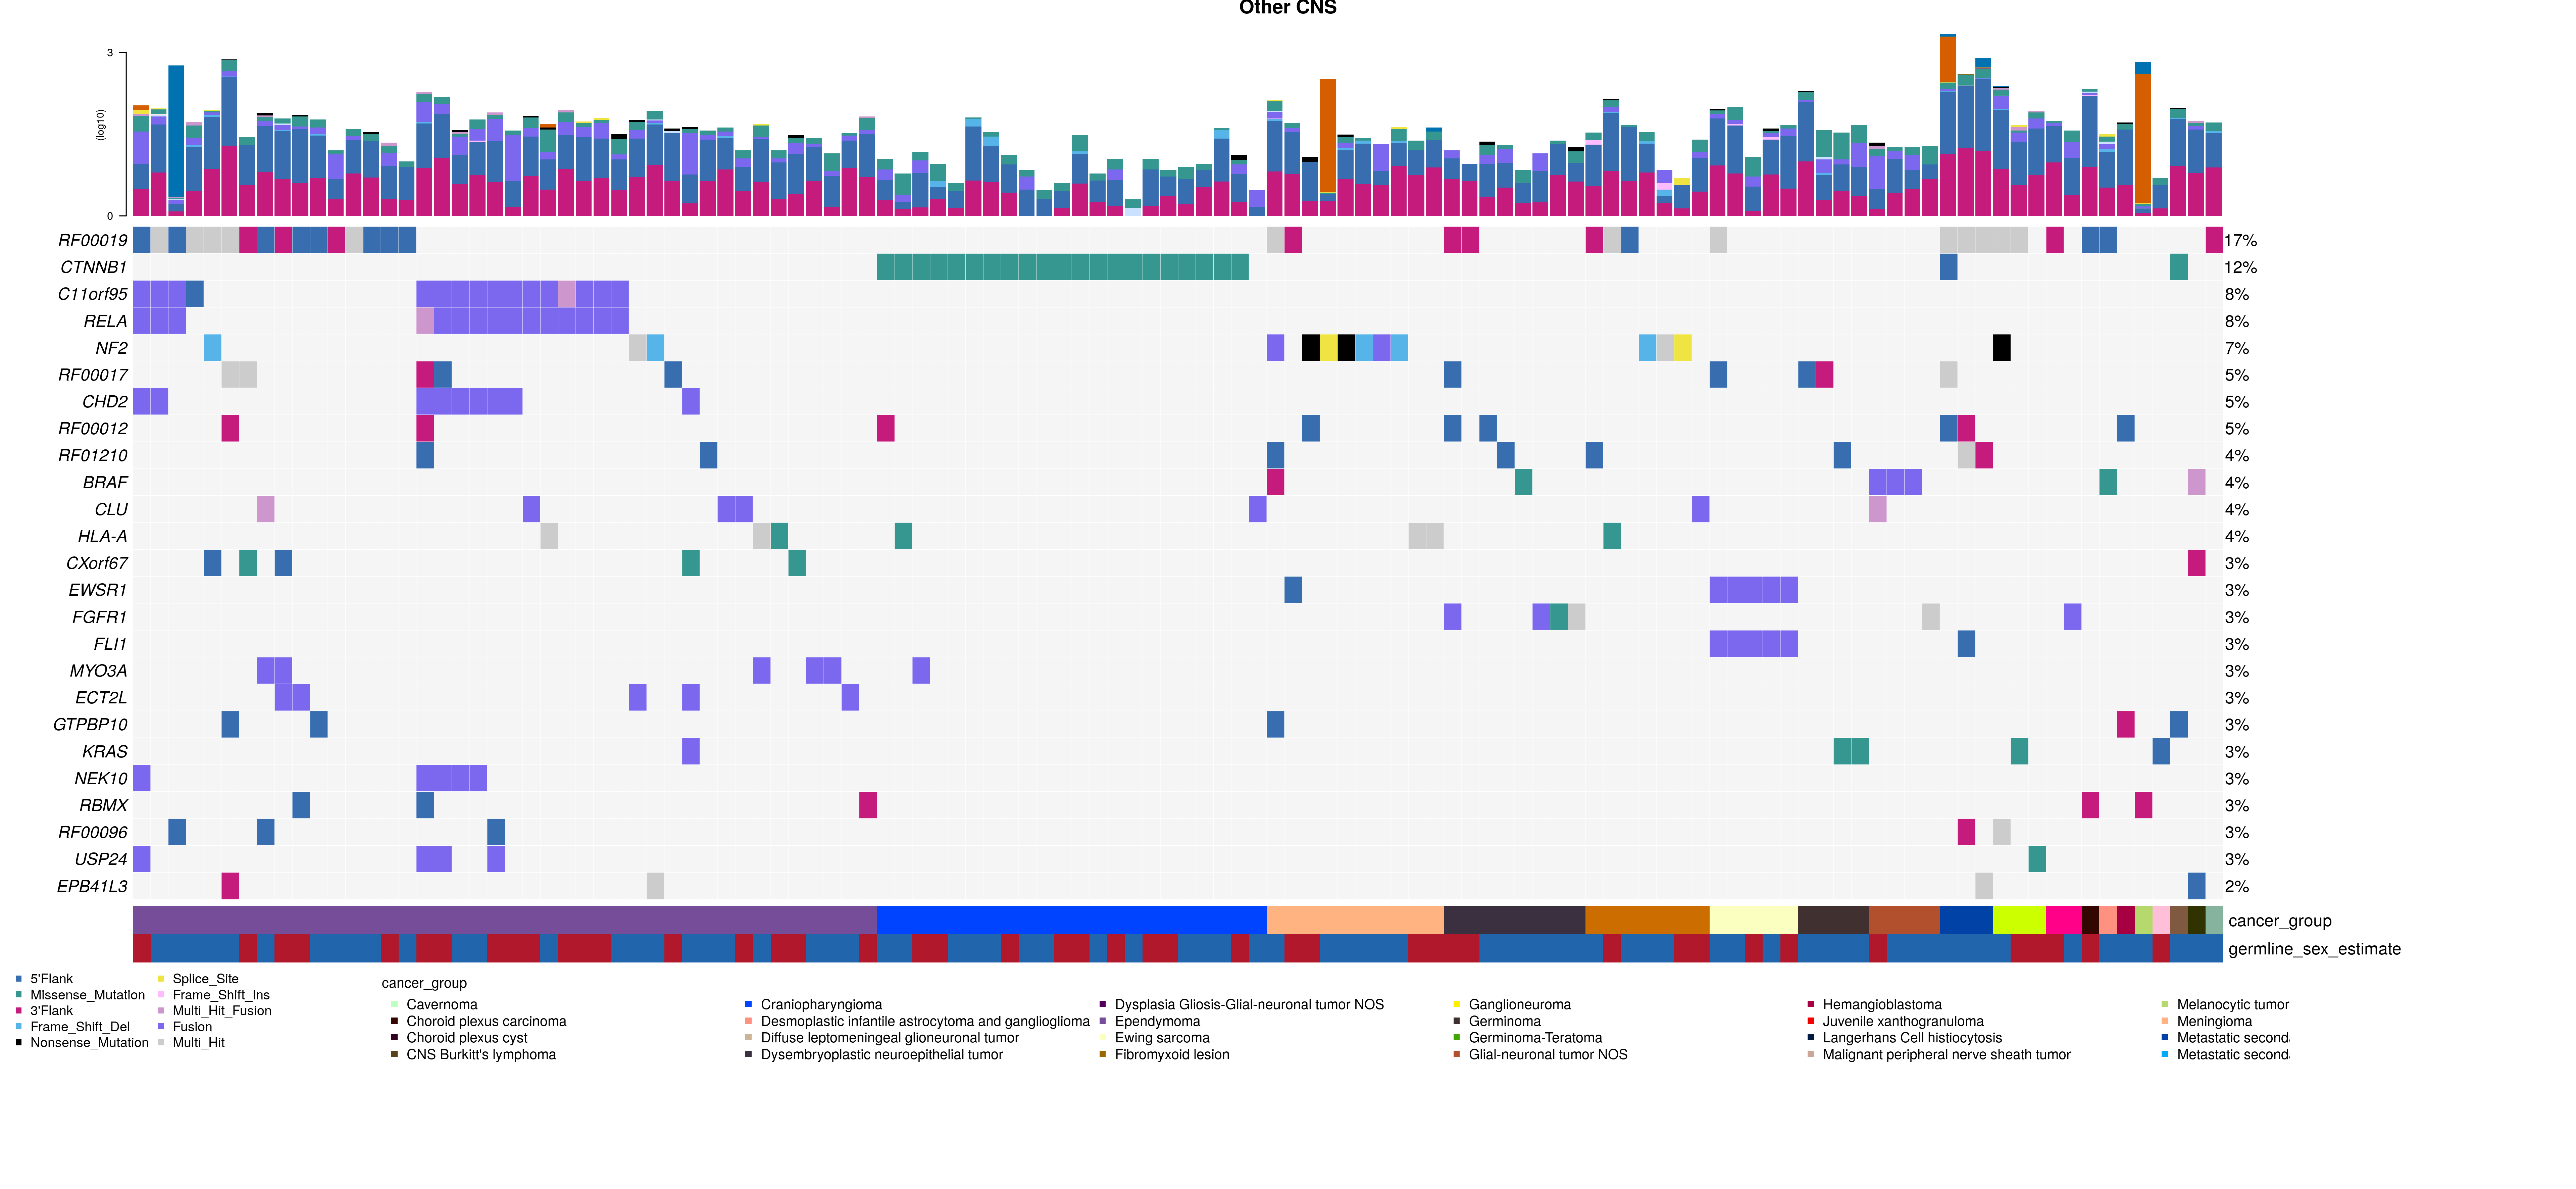 Other CNS
3
(log10)
0
RF00019 17%
CTNNB1 12%
C11orf95 8%
RELA 8%
NF2 7%
RF00017 5%
CHD2 5%
RF00012 5%
RF01210 4%
BRAF 4%
CLU 4%
HLA-A 4%
CXorf67 3%
EWSR1 3%
FGFR1 3%
FLI1 3%
MYO3A 3%
ECT2L 3%
GTPBP10 3%
KRAS 3%
NEK10 3%
RBMX 3%
RF00096 3%
USP24 3%
EPB41L3 2%
cancer_group
germline_sex_estimate
5'Flank
Missense_Mutation
3'Flank
Frame_Shift_Del
Nonsense_Mutation
Splice_Site
Frame_Shift_Ins
Multi_Hit_Fusion
Fusion
Multi_Hit
cancer_group
Cavernoma
Choroid plexus carcinoma
Choroid plexus cyst
CNS Burkitt's lymphoma
Craniopharyngioma
Desmoplastic infantile astrocytoma and ganglioglioma
Diffuse leptomeningeal glioneuronal tumor
Dysembryoplastic neuroepithelial tumor
Dysplasia Gliosis-Glial-neuronal tumor NOS
Ependymoma
Ewing sarcoma
Fibromyxoid lesion
Ganglioneuroma
Germinoma
Germinoma-Teratoma
Glial-neuronal tumor NOS
Hemangioblastoma
Juvenile xanthogranuloma
Langerhans Cell histiocytosis
Malignant peripheral nerve sheath tumor
Melanocytic tumor
Meningioma
Metastatic second
Metastatic second